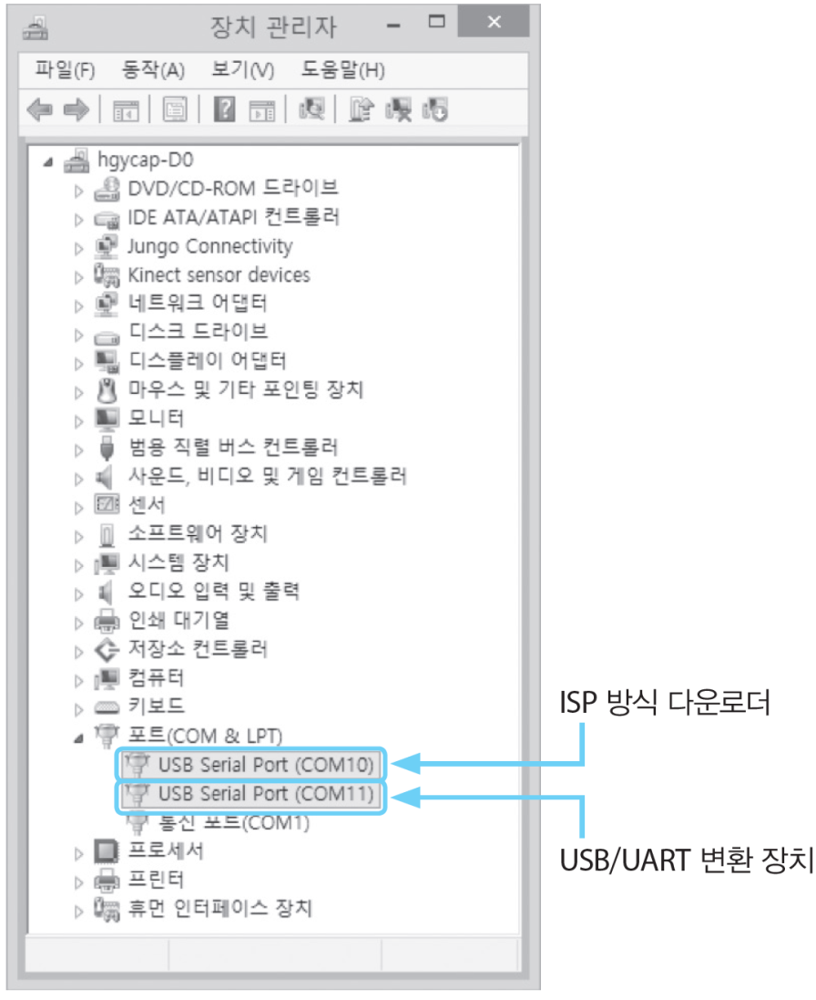 장치 관리자
파일(F) 동작(A) 보기(V) 도움말(H)
hgycap-D0
DVD/CD-ROM 드라이브
IDE ATA/ATAPI 컨트롤러
Jungo Connectivity
Kinect sensor devices
네트워크 어댑터
디스크 드라이브
디스플레이 어댑터
마우스 및 기타 포인팅 장치
모니터
범용 직렬 버스 컨트롤러
사운드, 비디오 및 게임 컨트롤러
센서
소프트웨어 장치
시스템 장치
오디오 입력 및 출력
인쇄 대기열
저장소 컨트롤러
컴퓨터
키보드
포트(COM & LPT)
USB Serial Port (COM10)
USB Serial Port (COM11)
통신 포트(COM1)
프로세서
프린터
휴먼 인터페이스 장치
ISP 방식 다운로더
USB/UART 변환 장치